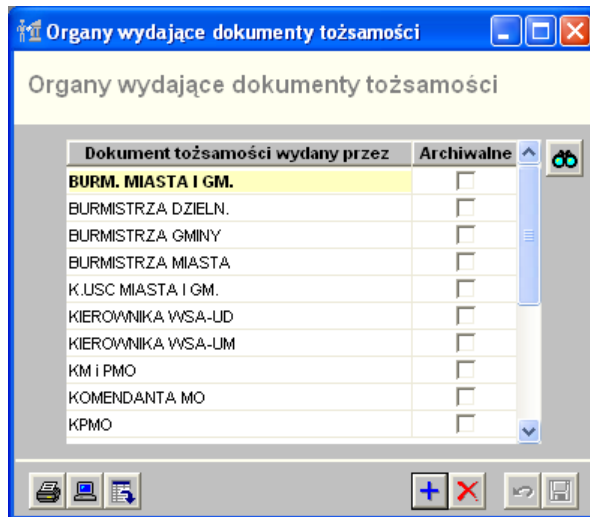 Organy wydające dokumenty tożsamości
Organy wydające dokumenty tożsamości
Dokument tożsamości wydany przez Archiwalne
BURM. MIASTA I GM.
BURMISTRZA DZIELN.
BURMISTRZA GMINY
BURMISTRZA MIASTA
K.USC MIASTA I GM.
KIEROWNIKA WSA-UD
KIEROWNIKA WSA-UM
KM i PMO
KOMENDANTA MO
KPMO